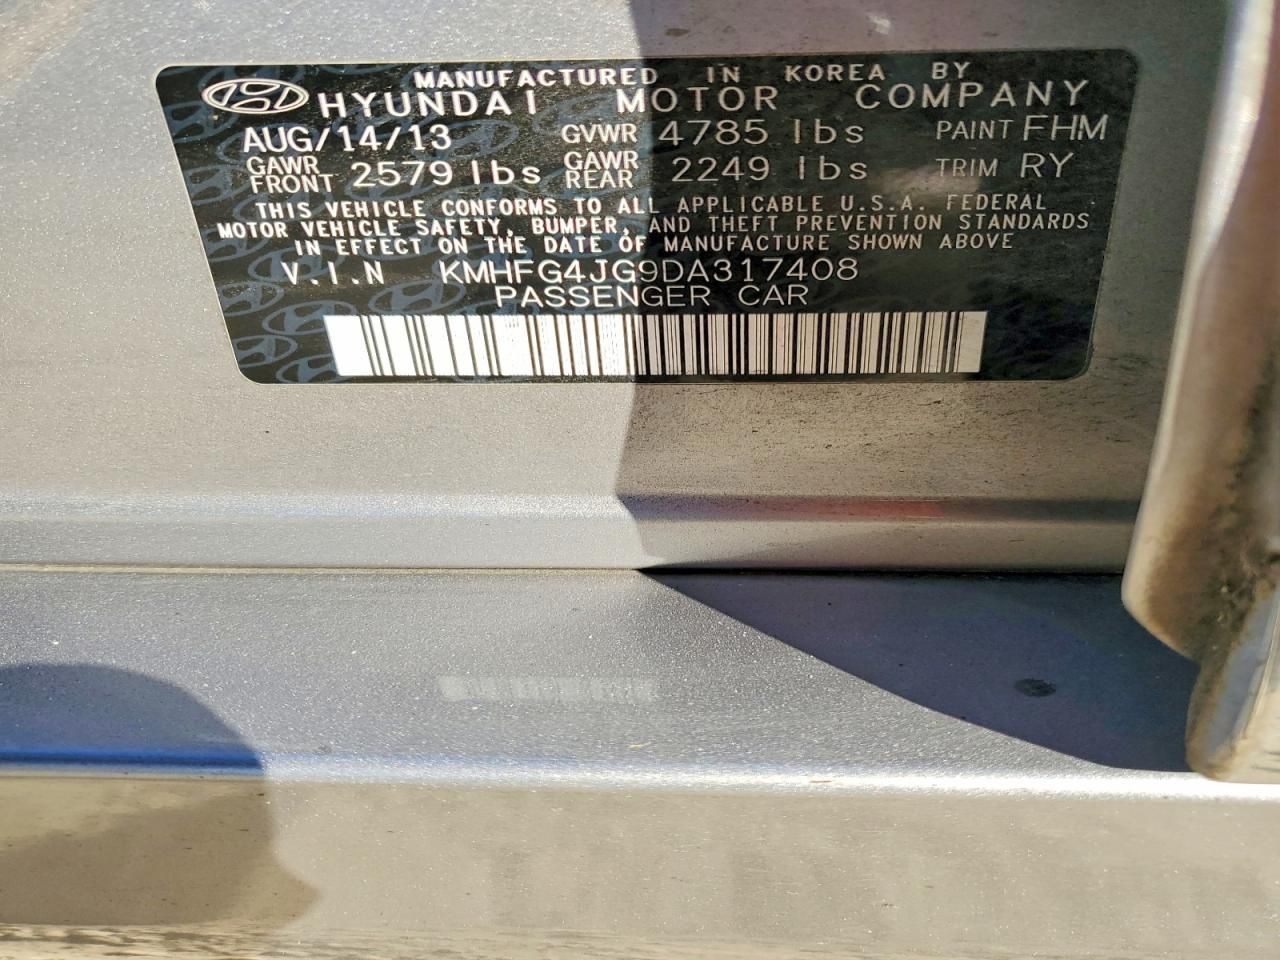 MANUFACTURED IN KOREA BY
HYUNDAI MOTOR COMPANY
AUG/14/13 GVWR 4785 lbs PAINT FHM
GAWR FRONT 2579 lbs GAWR REAR 2249 lbs TRIM RY
THIS VEHICLE CONFORMS TO ALL APPLICABLE U.S.A. FEDERAL
MOTOR VEHICLE SAFETY, BUMPER, AND THEFT PREVENTION STANDARDS
IN EFFECT ON THE DATE OF MANUFACTURE SHOWN ABOVE
V.I.N KMHFG4JG9DA317408
PASSENGER CAR